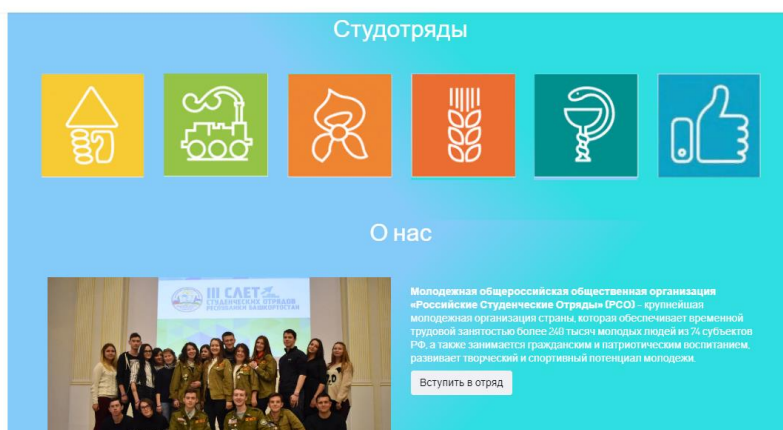 Студотряды
О нас
III СЛЕТ
СТУДЕНЧЕСКИХ ОТРЯДОВ
РЕСПУБЛИКИ БАШКОРТОСТАН
Молодежная общероссийская общественная организация
«Российские Студенческие Отряды» (РСО) - крупнейшая
молодежная организация страны, которая обеспечивает временной
трудовой занятостью более 240 тысяч молодых людей из 74 субъектов
РФ, а также занимается гражданским и патриотическим воспитанием,
развивает творческий и спортивный потенциал молодежи.
Вступить в отряд